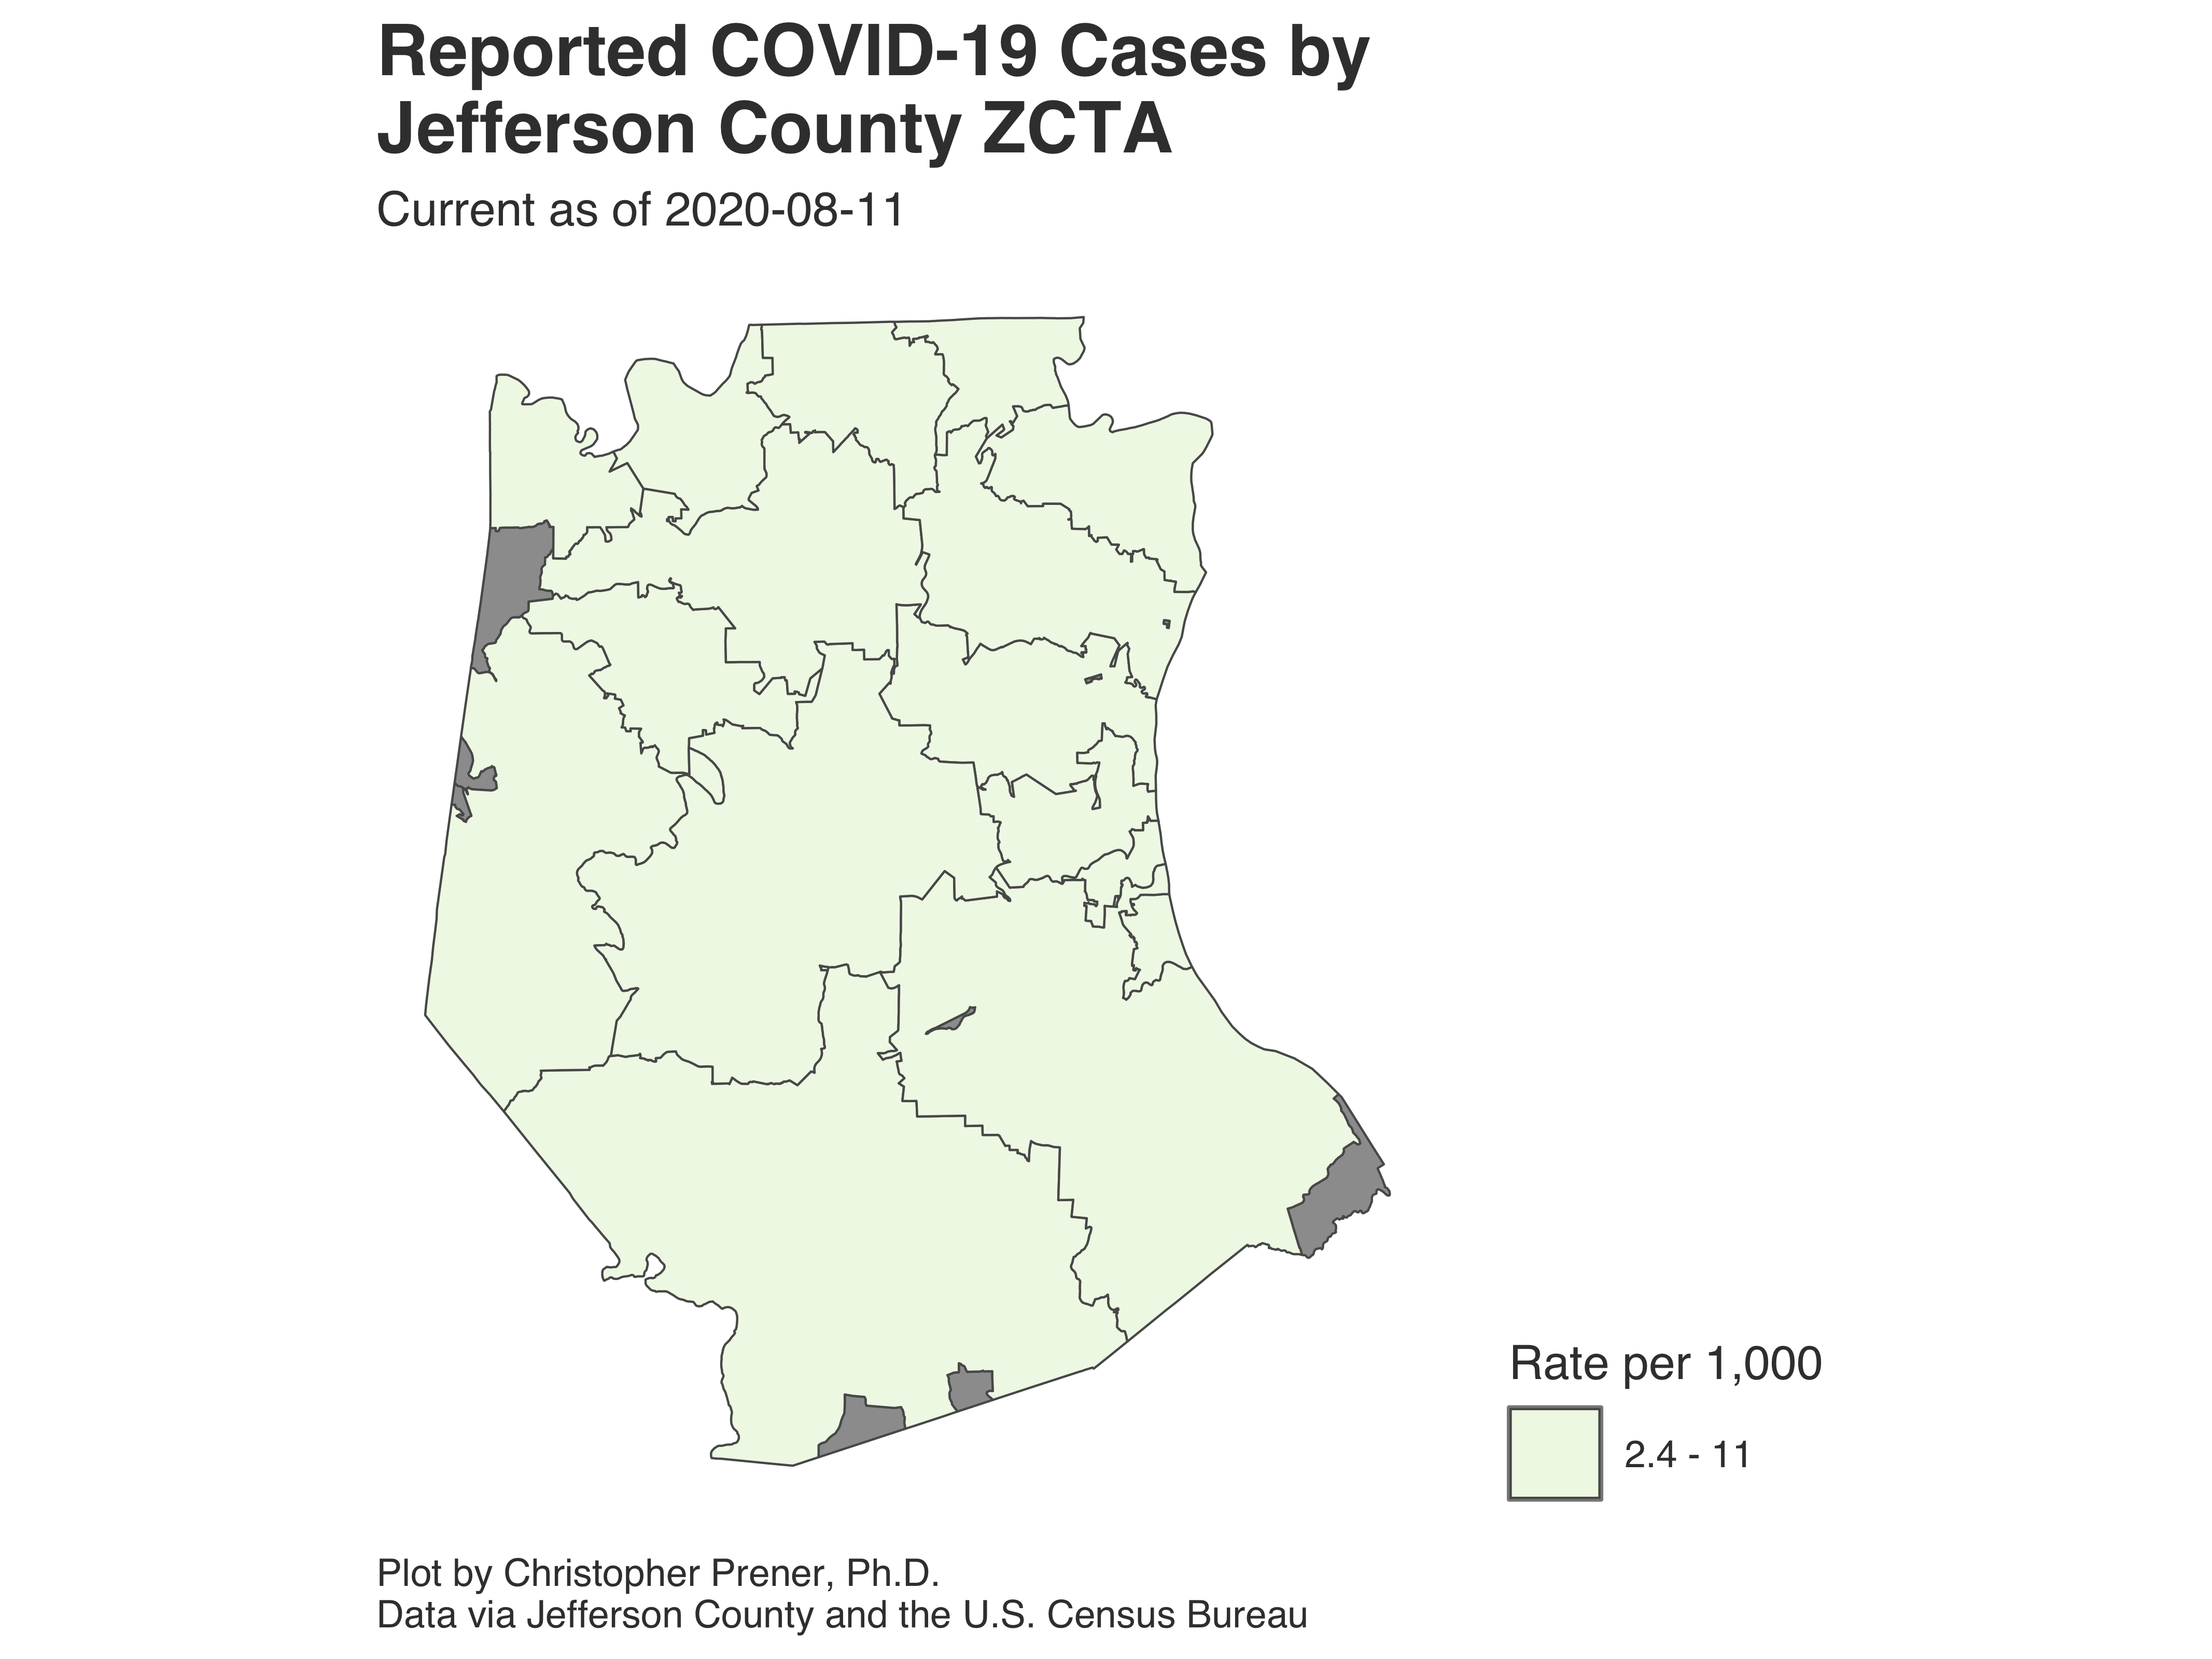 Reported COVID-19 Cases by
Jefferson County ZCTA
Current as of 2020-08-11
Rate per 1,000
2.4 - 11
Plot by Christopher Prener, Ph.D.
Data via Jefferson County and the U.S. Census Bureau